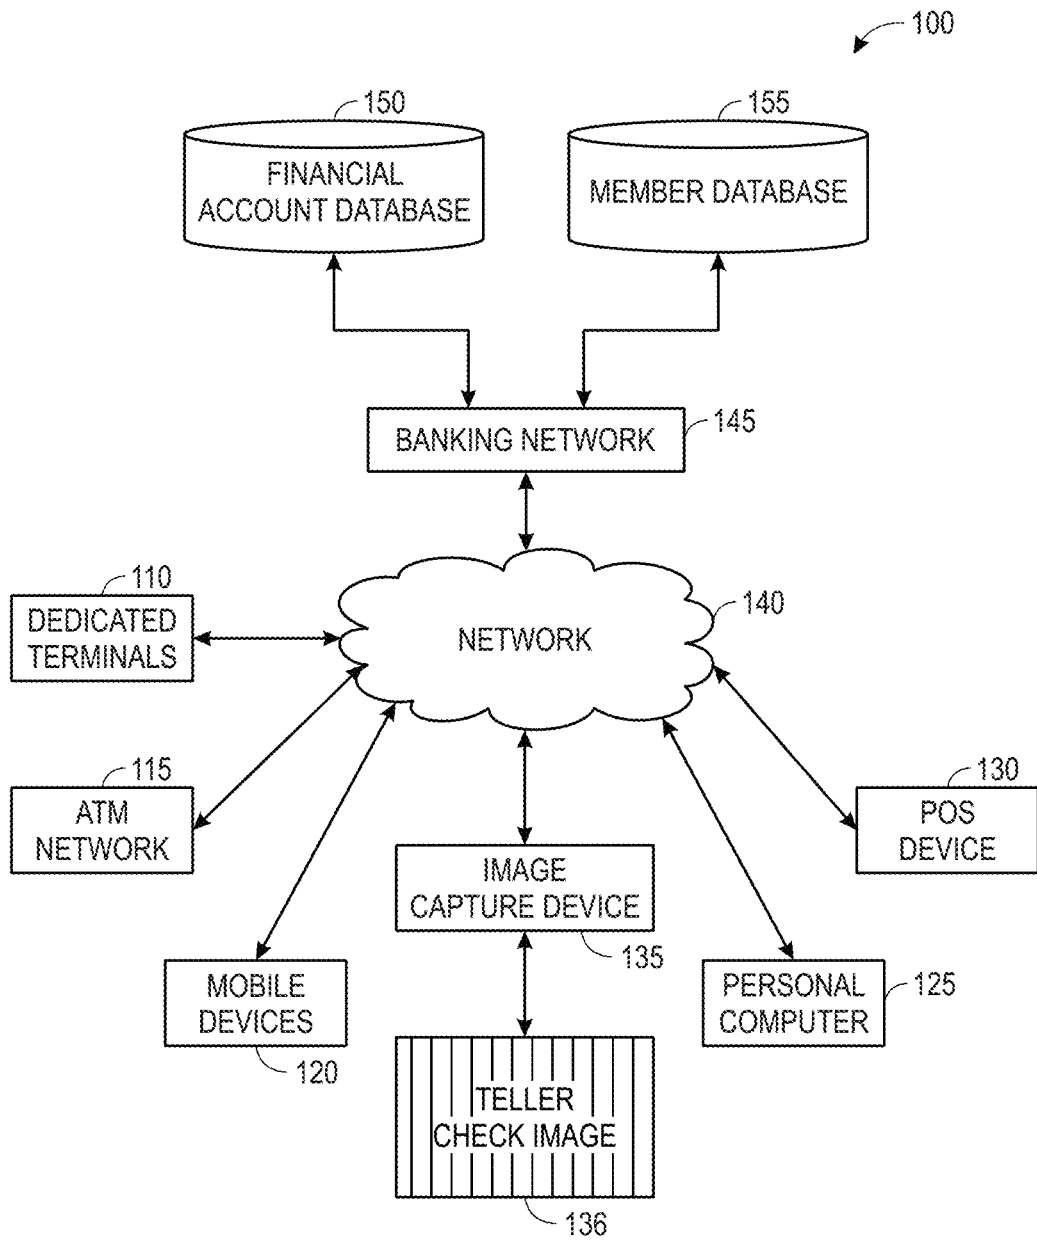 100
150
155
FINANCIAL
ACCOUNT DATABASE
MEMBER DATABASE
BANKING NETWORK
145
110
DEDICATED
TERMINALS
NETWORK
140
115
ATM
NETWORK
130
POS
DEVICE
IMAGE
CAPTURE DEVICE
135
MOBILE
DEVICES
120
PERSONAL
COMPUTER
125
TELLER
CHECK IMAGE
136